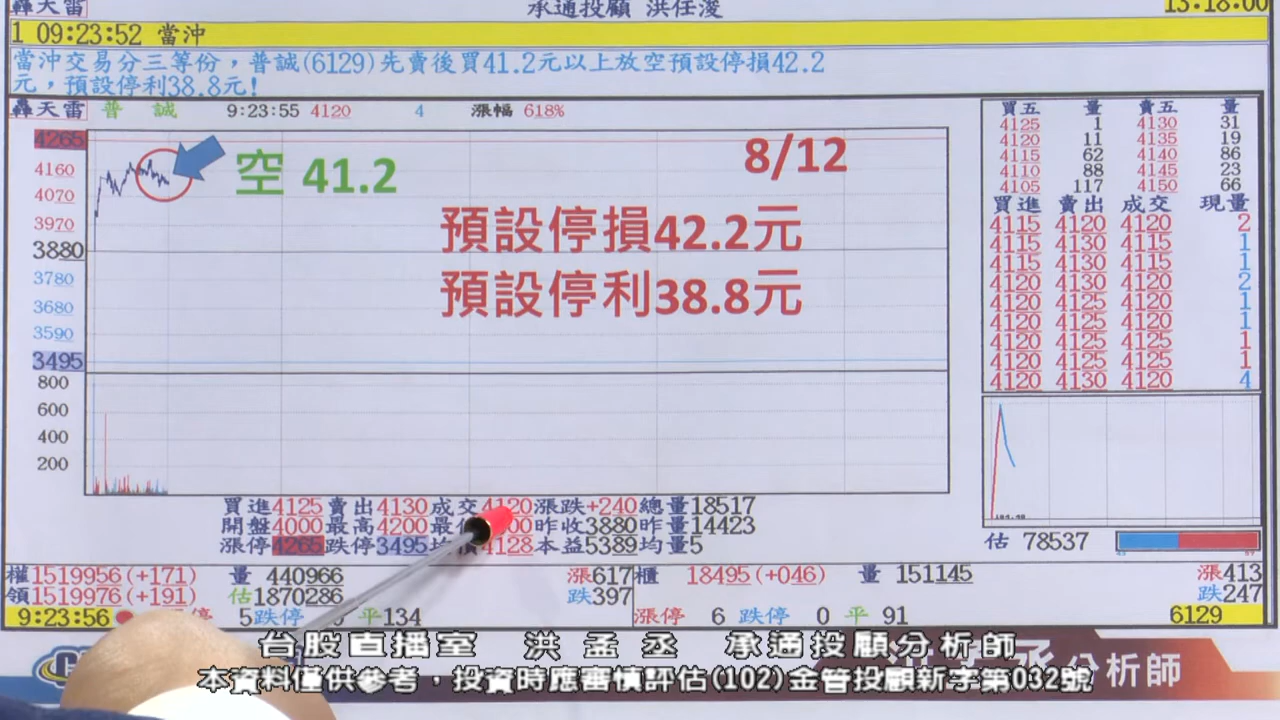 轟天雷 承通投顧 洪任浚 13:18:00
1 09:23:52 當沖
當沖交易分三等份，普誠(6129)先賣後買41.2元以上放空預設停損42.2
元，預設停利38.8元!
轟天雷 普 誠 9:23:55 4120 4 漲幅 618%
4265
4160
4070
3970
3880
3780
3680
3590
3495
800
600
400
200
空 41.2
8/12
預設停損42.2元
預設停利38.8元
買五 量 賣五 量
4125 1 4130 31
4120 11 4135 19
4115 62 4140 86
4110 88 4145 23
4105 117 4150 66
買進 賣出 成交 現量
4115 4120 4120 2
4115 4130 4115 1
4115 4130 4115 1
4120 4130 4120 2
4120 4125 4120 1
4120 4125 4120 1
4120 4125 4120 1
4120 4125 4120 1
4120 4130 4120 4
估 78537
買進4125賣出4130成交4120漲跌+240總量18517
開盤4000最高4200最 00昨收3880昨量14423
漲停4265跌停3495均價4128本益5389均量5
權1519956(+171) 量 440966 漲617
領1519976(+191) 估1870286 跌397
櫃 18495(+046) 量 151145 漲413
跌247
9:23:56 停 5跌停 平134
漲停 6 跌停 0 平 91 6129
台股直播室 洪孟丞 承通投顧分析師
分析師
本資料僅供參考，投資時應審慎評估(102)金管投顧新字第032號